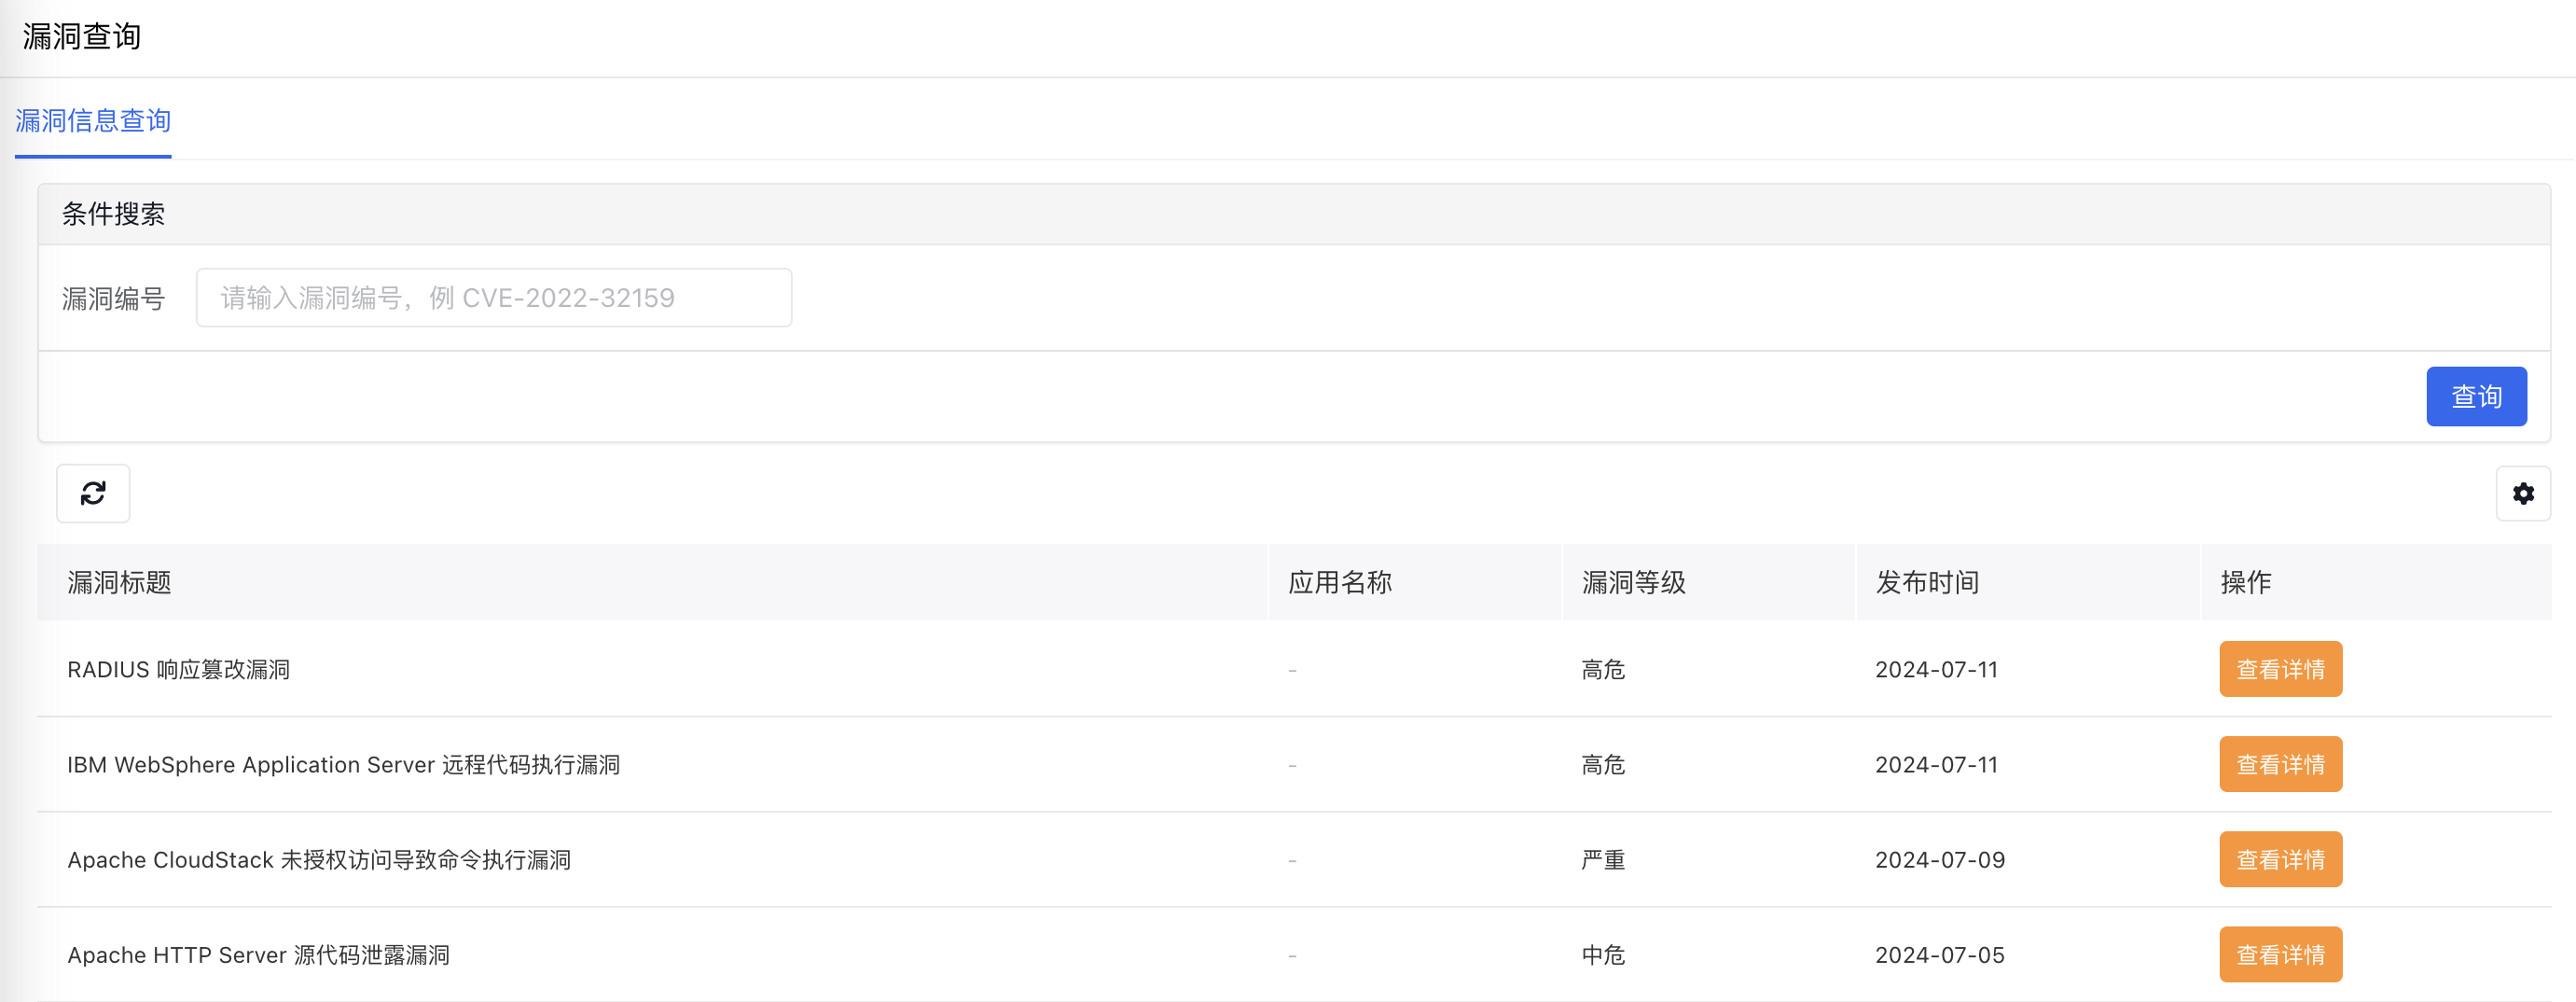 漏洞查询
漏洞信息查询
条件搜索
漏洞编号 请输入漏洞编号，例 CVE-2022-32159
查询
漏洞标题 应用名称 漏洞等级 发布时间 操作
RADIUS 响应篡改漏洞 - 高危 2024-07-11 查看详情
IBM WebSphere Application Server 远程代码执行漏洞 - 高危 2024-07-11 查看详情
Apache CloudStack 未授权访问导致命令执行漏洞 - 严重 2024-07-09 查看详情
Apache HTTP Server 源代码泄露漏洞 - 中危 2024-07-05 查看详情